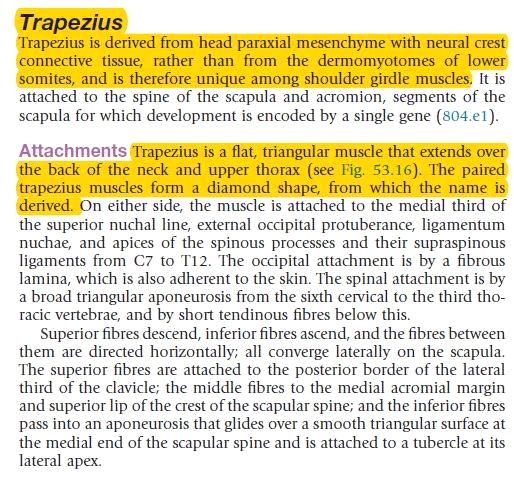 Trapezius
Trapezius is derived from head paraxial mesenchyme with neural crest
connective tissue, rather than from the dermomyotomes of lower
somites, and is therefore unique among shoulder girdle muscles. It is
attached to the spine of the scapula and acromion, segments of the
scapula for which development is encoded by a single gene (804.e1).
Attachments Trapezius is a flat, triangular muscle that extends over
the back of the neck and upper thorax (see Fig. 53.16). The paired
trapezius muscles form a diamond shape, from which the name is
derived. On either side, the muscle is attached to the medial third of
the superior nuchal line, external occipital protuberance, ligamentum
nuchae, and apices of the spinous processes and their supraspinous
ligaments from C7 to T12. The occipital attachment is by a fibrous
lamina, which is also adherent to the skin. The spinal attachment is by
a broad triangular aponeurosis from the sixth cervical to the third tho-
racic vertebrae, and by short tendinous fibres below this.
Superior fibres descend, inferior fibres ascend, and the fibres between
them are directed horizontally; all converge laterally on the scapula.
The superior fibres are attached to the posterior border of the lateral
third of the clavicle; the middle fibres to the medial acromial margin
and superior lip of the crest of the scapular spine; and the inferior fibres
pass into an aponeurosis that glides over a smooth triangular surface at
the medial end of the scapular spine and is attached to a tubercle at its
lateral apex.